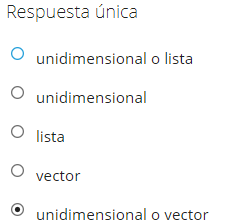 Respuesta única
unidimensional o lista
unidimensional
lista
vector
unidimensional o vector